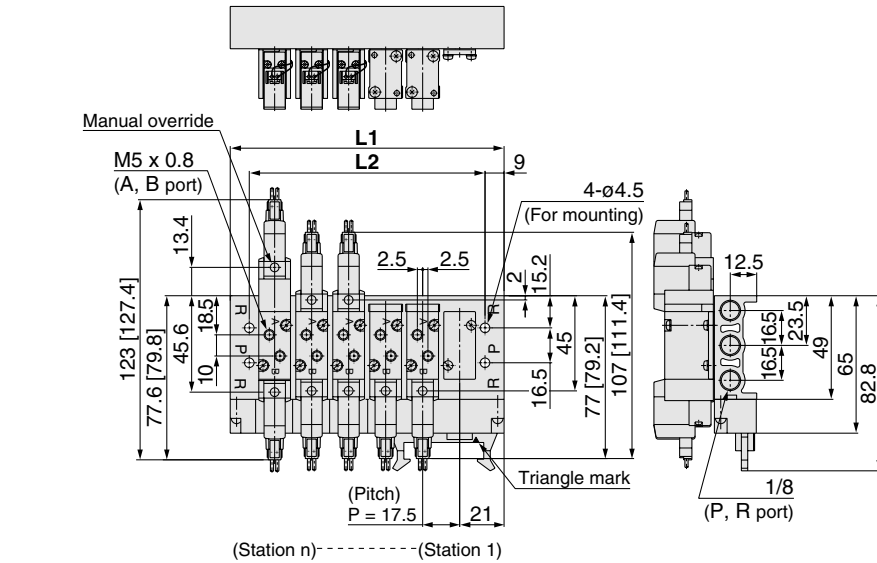 Manual override
L1
M5 x 0.8
L2
9
(A, B port)
4-ø4.5
(For mounting)
13.4
2.5
2.5
2
15.2
12.5
123 [127.4]
77.6 [79.8]
45.6
18.5
10
R
P
R
A
A
A
A
A
B
B
B
B
B
R
P
R
16.5
45
77 [79.2]
107 [111.4]
16.5
16.5
23.5
49
65
82.8
Triangle mark
(Pitch)
P = 17.5
21
1/8
(P, R port)
(Station n)---------(Station 1)